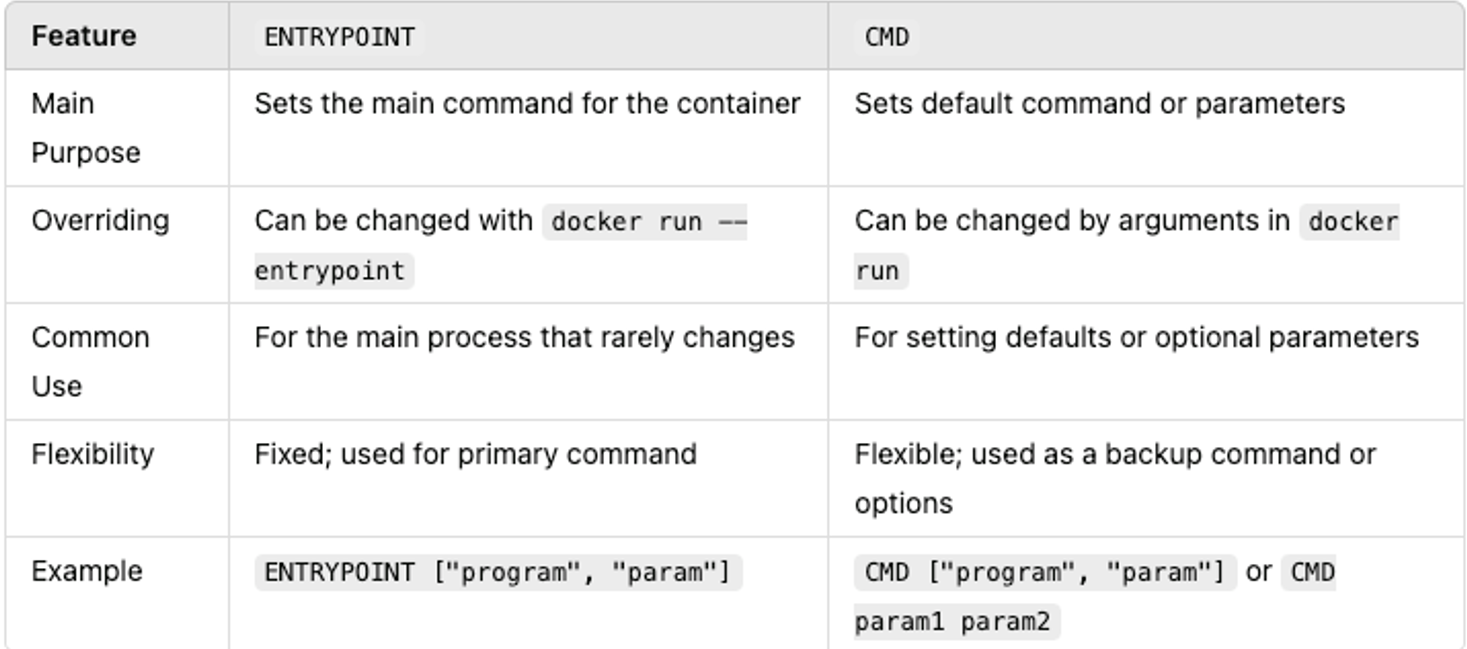 Feature ENTRYPOINT CMD
Main Sets the main command for the container Sets default command or parameters
Purpose
Overriding Can be changed with docker run -- Can be changed by arguments in docker
entrypoint run
Common For the main process that rarely changes For setting defaults or optional parameters
Use
Flexibility Fixed; used for primary command Flexible; used as a backup command or
options
Example ENTRYPOINT ["program", "param"] CMD ["program", "param"] or CMD
param1 param2